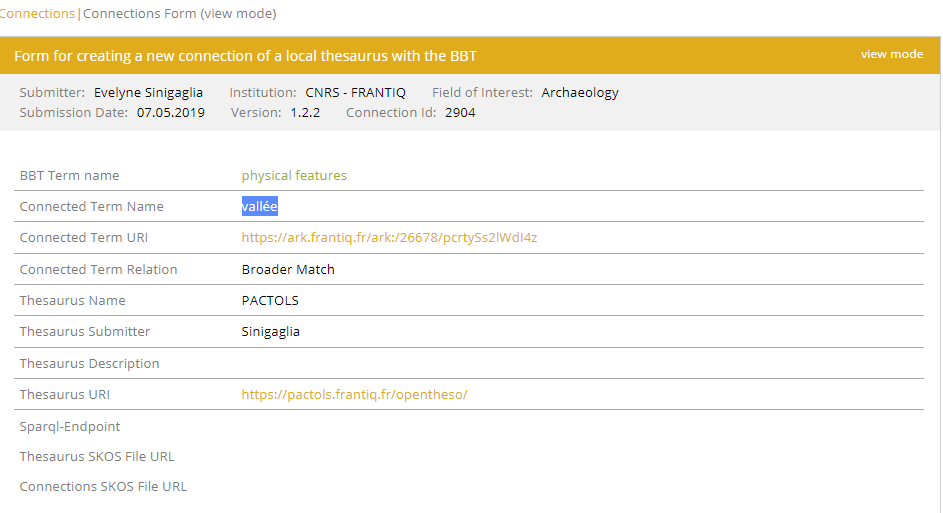 Connections|Connections Form (view mode)
Form for creating a new connection of a local thesaurus with the BBT view mode
Submitter: Evelyne Sinigaglia Institution: CNRS - FRANTIQ Field of Interest: Archaeology
Submission Date: 07.05.2019 Version: 1.2.2 Connection Id: 2904
BBT Term name physical features
Connected Term Name vallée
Connected Term URI https://ark.frantiq.fr/ark:/26678/pcrtySs2lWdI4z
Connected Term Relation Broader Match
Thesaurus Name PACTOLS
Thesaurus Submitter Sinigaglia
Thesaurus Description
Thesaurus URI https://pactols.frantiq.fr/opentheso/
Sparql-Endpoint
Thesaurus SKOS File URL
Connections SKOS File URL